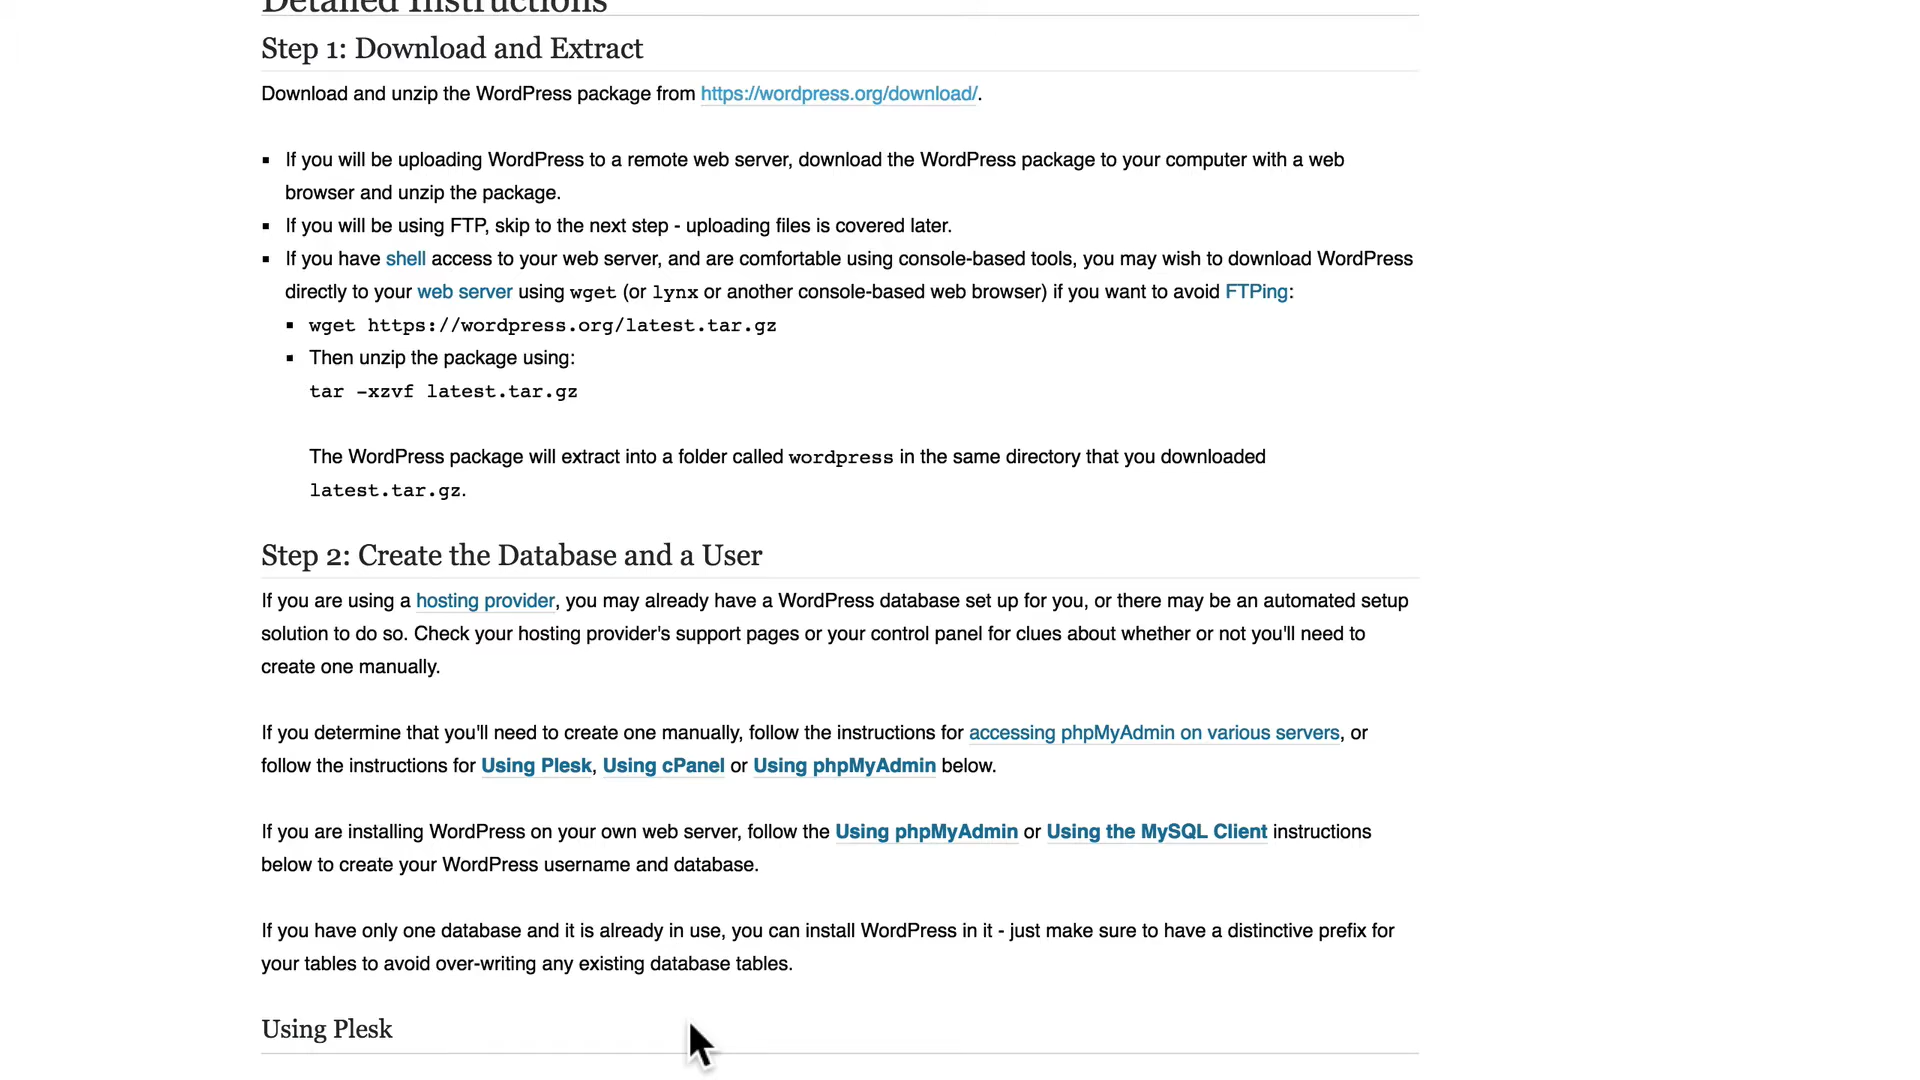 Detailed Instructions
Step 1: Download and Extract
Download and unzip the WordPress package from https://wordpress.org/download/.
▪ If you will be uploading WordPress to a remote web server, download the WordPress package to your computer with a web
browser and unzip the package.
▪ If you will be using FTP, skip to the next step - uploading files is covered later.
▪ If you have shell access to your web server, and are comfortable using console-based tools, you may wish to download WordPress
directly to your web server using wget (or lynx or another console-based web browser) if you want to avoid FTPing:
▪ wget https://wordpress.org/latest.tar.gz
▪ Then unzip the package using:
tar -xzvf latest.tar.gz
The WordPress package will extract into a folder called wordpress in the same directory that you downloaded
latest.tar.gz.
Step 2: Create the Database and a User
If you are using a hosting provider, you may already have a WordPress database set up for you, or there may be an automated setup
solution to do so. Check your hosting provider's support pages or your control panel for clues about whether or not you'll need to
create one manually.
If you determine that you'll need to create one manually, follow the instructions for accessing phpMyAdmin on various servers, or
follow the instructions for Using Plesk, Using cPanel or Using phpMyAdmin below.
If you are installing WordPress on your own web server, follow the Using phpMyAdmin or Using the MySQL Client instructions
below to create your WordPress username and database.
If you have only one database and it is already in use, you can install WordPress in it - just make sure to have a distinctive prefix for
your tables to avoid over-writing any existing database tables.
Using Plesk